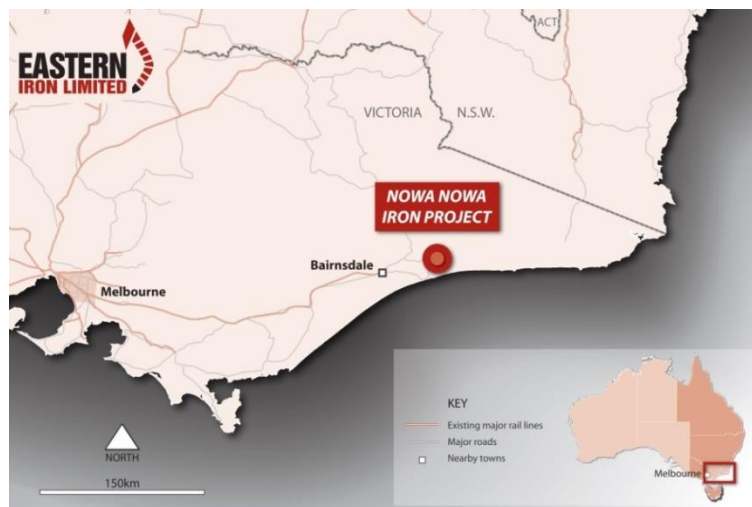 EASTERN
IRON LIMITED
ACT
VICTORIA
N.S.W.
NOWA NOWA
IRON PROJECT
Bairnsdale
Melbourne
KEY
Existing major rail lines
Major roads
Nearby towns
Melbourne
NORTH
150km